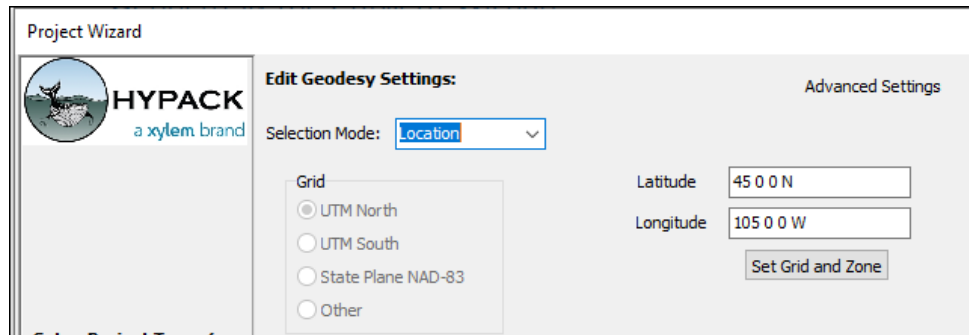 Project Wizard
HYPACK
a xylem brand
Edit Geodesy Settings:
Advanced Settings
Selection Mode: Location
Grid
UTM North
UTM South
State Plane NAD-83
Other
Latitude 45 0 0 N
Longitude 105 0 0 W
Set Grid and Zone